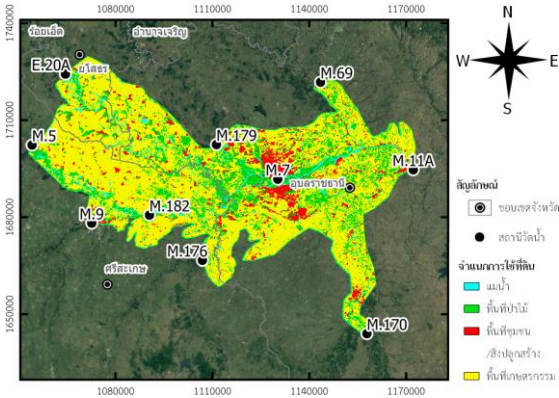 1080000 1110000 1140000 1170000
N
W E
S
1740000
1710000
1680000
1650000
1740000
1710000
1680000
1650000
ร้อยเอ็ด
อำนาจเจริญ
ยโสธร
E.20A
M.69
M.5
M.179
M.11A
M.7
อุบลราชธานี
M.9
M.182
M.176
ศรีสะเกษ
M.170
สัญลักษณ์
ขอบเขตจังหวัด
สถานีวัดน้ำ
จำแนกการใช้ที่ดิน
แม่น้ำ
พื้นที่ป่าไม้
พื้นที่ชุมชน
/สิ่งปลูกสร้าง
พื้นที่เกษตรกรรม
1080000 1110000 1140000 1170000